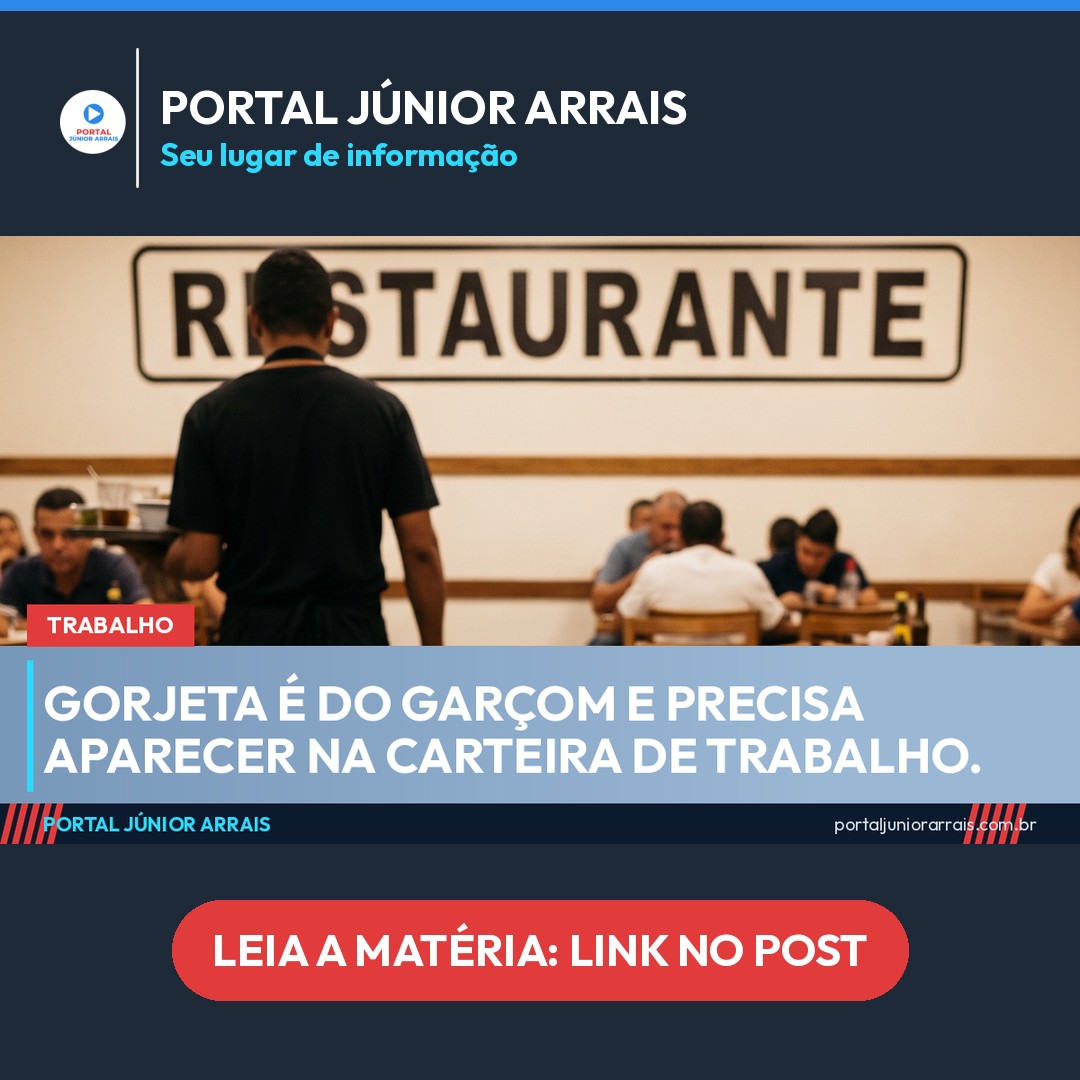 PORTAL JÚNIOR ARRAIS
Seu lugar de informação
PORTAL
JÚNIOR ARRAIS
RESTAURANTE
TRABALHO
GORJETA É DO GARÇOM E PRECISA
APARECER NA CARTEIRA DE TRABALHO.
PORTAL JÚNIOR ARRAIS
portaljuniorarrais.com.br
LEIA A MATÉRIA: LINK NO POST